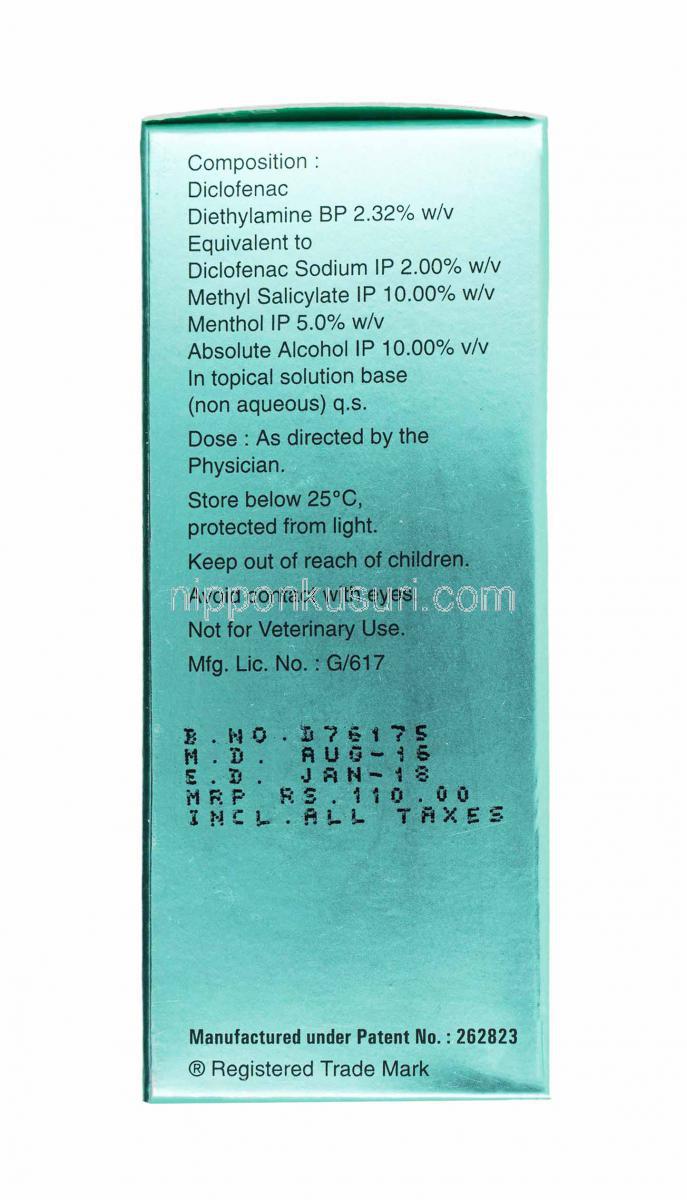 Composition :
Diclofenac
Diethylamine BP 2.32% w/v
Equivalent to
Diclofenac Sodium IP 2.00% w/v
Methyl Salicylate IP 10.00% w/v
Menthol IP 5.0% w/v
Absolute Alcohol IP 10.00% v/v
In topical solution base
(non aqueous) q.s.
Dose : As directed by the
Physician.
Store below 25°C,
protected from light.
Keep out of reach of children.
Avoid contact with eyes.
nipponkusuri.com
Not for Veterinary Use.
Mfg. Lic. No. : G/617
B.NO.D76175
M.D. AUG-16
E.D. JAN-18
MRP RS.110.00
INCL.ALL TAXES
Manufactured under Patent No. : 262823
® Registered Trade Mark